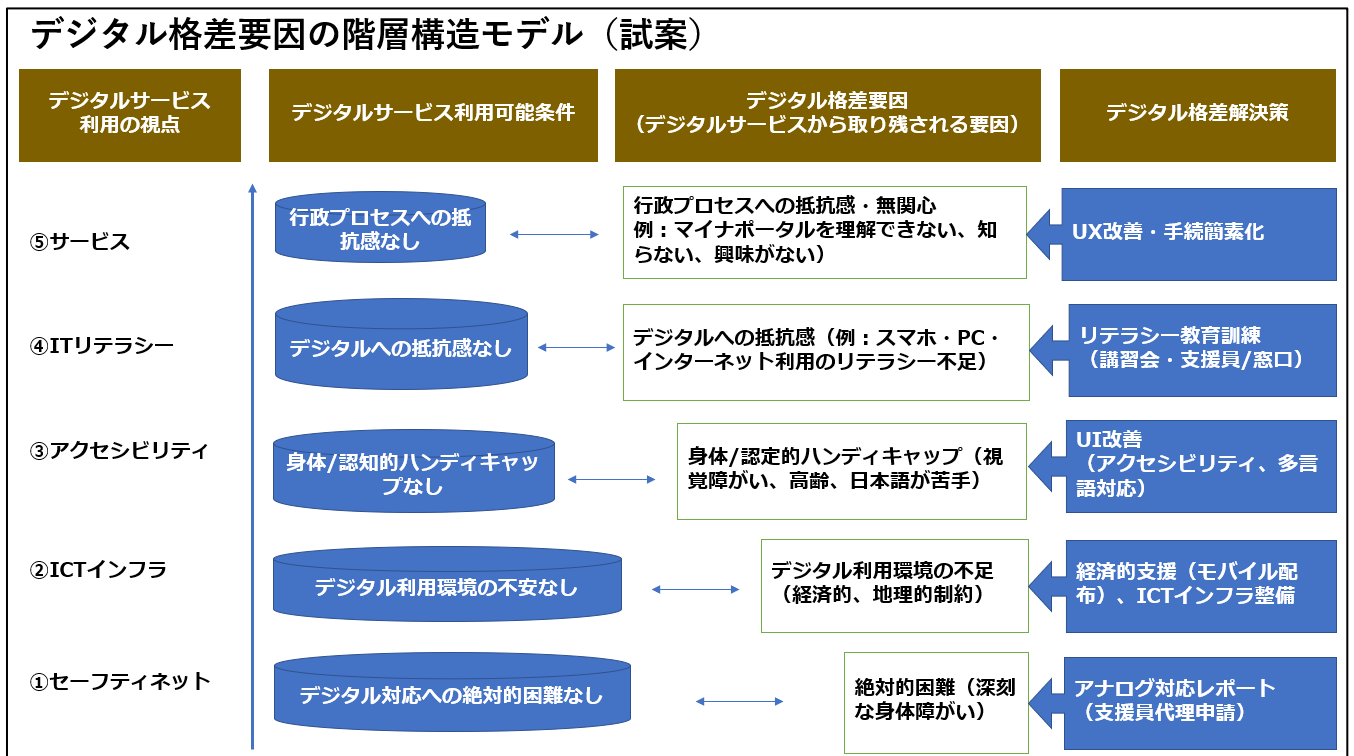 デジタル格差要因の階層構造モデル（試案）
デジタルサービス
利用の視点
デジタルサービス利用可能条件
デジタル格差要因
（デジタルサービスから取り残される要因）
デジタル格差解決策
⑤サービス
行政プロセスへの抵
抗感なし
行政プロセスへの抵抗感・無関心
例：マイナポータルを理解できない、知
らない、興味がない）
UX改善・手続簡素化
④ITリテラシー
デジタルへの抵抗感なし
デジタルへの抵抗感（例：スマホ・PC・
インターネット利用のリテラシー不足）
リテラシー教育訓練
（講習会・支援員/窓口）
③アクセシビリティ
身体/認知的ハンディキャッ
プなし
身体/認定的ハンディキャップ（視
覚障がい、高齢、日本語が苦手）
UI改善
（アクセシビリティ、多言
語対応）
②ICTインフラ
デジタル利用環境の不安なし
デジタル利用環境の不足
（経済的、地理的制約）
経済的支援（モバイル配
布）、ICTインフラ整備
①セーフティネット
デジタル対応への絶対的困難なし
絶対的困難（深刻
な身体障がい）
アナログ対応レポート
（支援員代理申請）